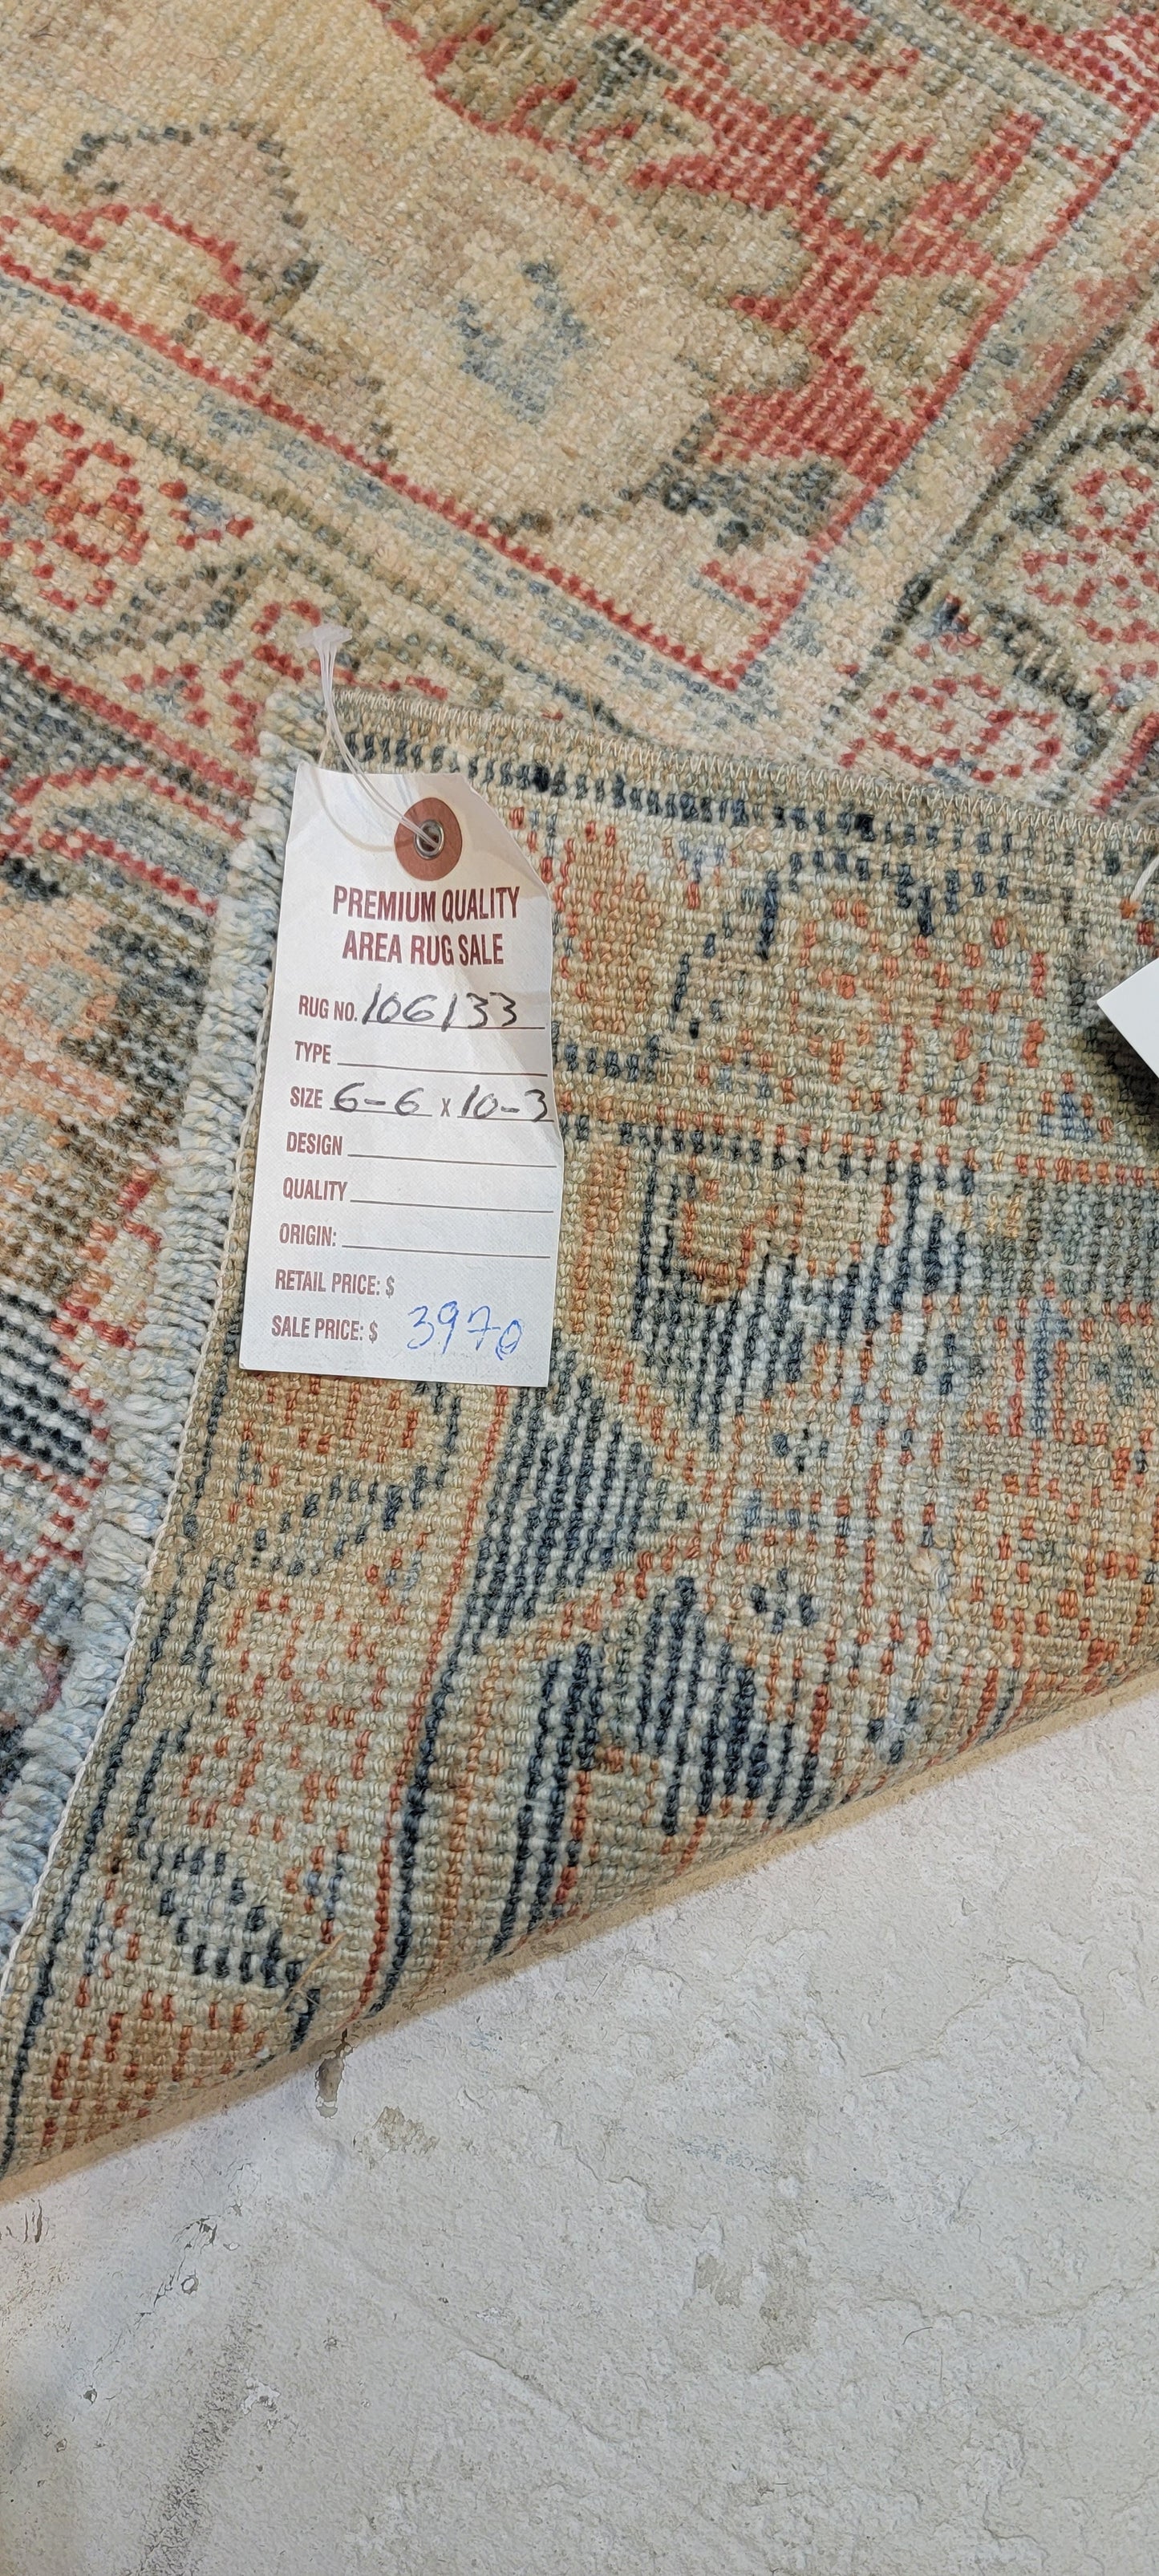 PREMIUM QUALITY
AREA RUG SALE
RUG NO. 106133
TYPE
SIZE 6-6 x 10-3
DESIGN
QUALITY
ORIGIN:
RETAIL PRICE: $
SALE PRICE: $ 3970